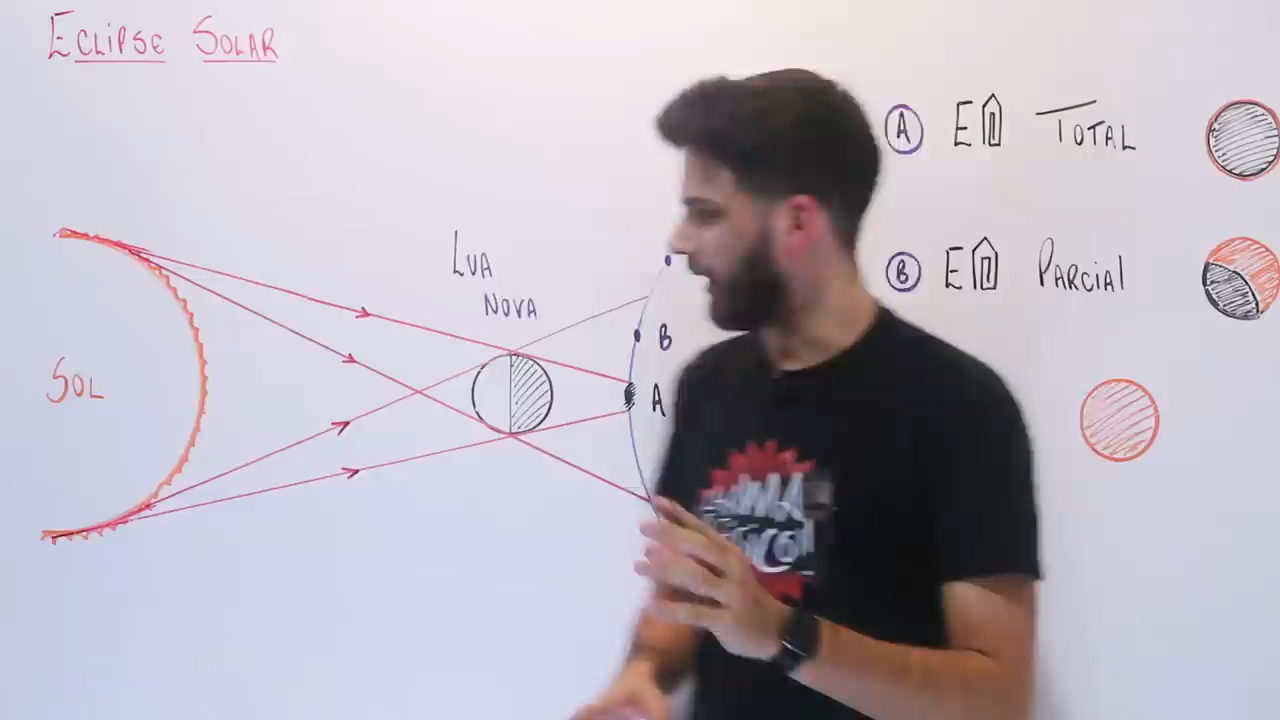 ECLIPSE SOLAR
A E TOTAL
LUA
NOVA
B E PARCIAL
B
SOL
A